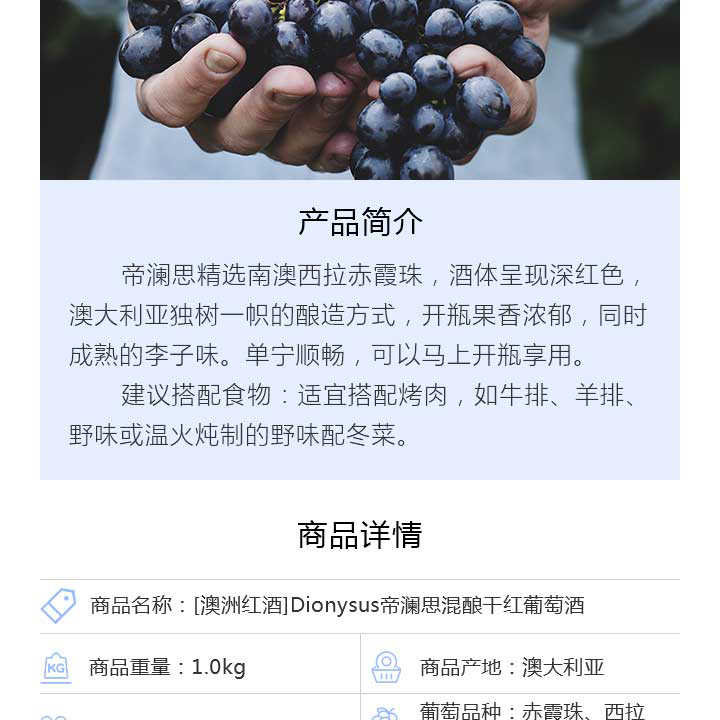 产品简介
帝澜思精选南澳西拉赤霞珠，酒体呈现深红色，
澳大利亚独树一帜的酿造方式，开瓶果香浓郁，同时
成熟的李子味。单宁顺畅，可以马上开瓶享用。
建议搭配食物：适宜搭配烤肉，如牛排、羊排、
野味或温火炖制的野味配冬菜。
商品详情
商品名称：[澳洲红酒]Dionysus帝澜思混酿干红葡萄酒
KG 商品重量：1.0kg
商品产地：澳大利亚
葡萄品种：赤霞珠、西拉